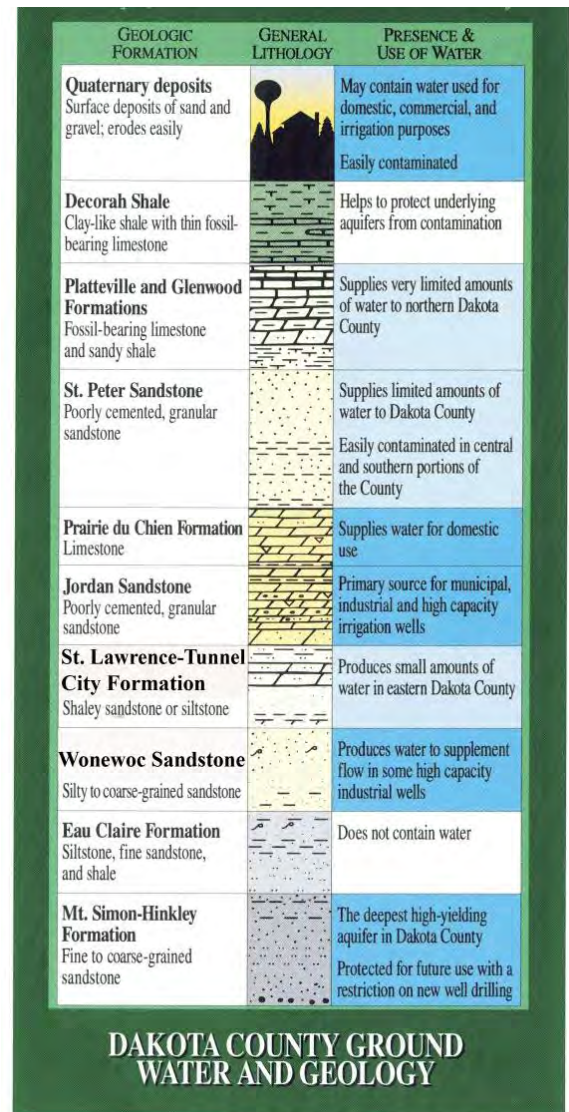 GEOLOGIC
FORMATION
GENERAL
LITHOLOGY
PRESENCE &
USE OF WATER
Quaternary deposits
Surface deposits of sand and
gravel; erodes easily
May contain water used for
domestic, commercial, and
irrigation purposes
Easily contaminated
Decorah Shale
Clay-like shale with thin fossil-
bearing limestone
Helps to protect underlying
aquifers from contamination
Platteville and Glenwood
Formations
Fossil-bearing limestone
and sandy shale
Supplies very limited amounts
of water to northern Dakota
County
St. Peter Sandstone
Poorly cemented, granular
sandstone
Supplies limited amounts of
water to Dakota County
Easily contaminated in central
and southern portions of
the County
Prairie du Chien Formation
Limestone
Supplies water for domestic
use
Jordan Sandstone
Poorly cemented, granular
sandstone
Primary source for municipal,
industrial and high capacity
irrigation wells
St. Lawrence-Tunnel
City Formation
Shaley sandstone or siltstone
Produces small amounts of
water in eastern Dakota County
Wonewoc Sandstone
Silty to coarse-grained sandstone
Produces water to supplement
flow in some high capacity
industrial wells
Eau Claire Formation
Siltstone, fine sandstone,
and shale
Does not contain water
Mt. Simon-Hinkley
Formation
Fine to coarse-grained
sandstone
The deepest high-yielding
aquifer in Dakota County
Protected for future use with a
restriction on new well drilling
DAKOTA COUNTY GROUND
WATER AND GEOLOGY